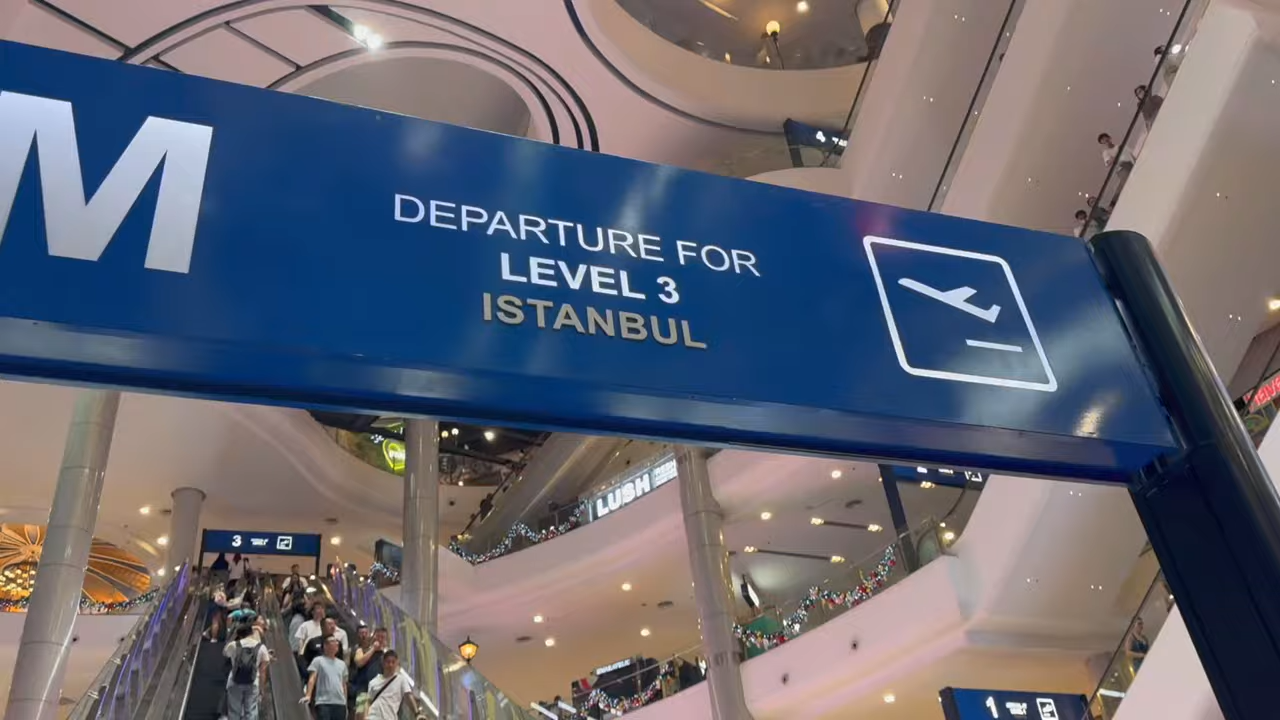 M
DEPARTURE FOR
LEVEL 3
ISTANBUL
LUSH
3
1